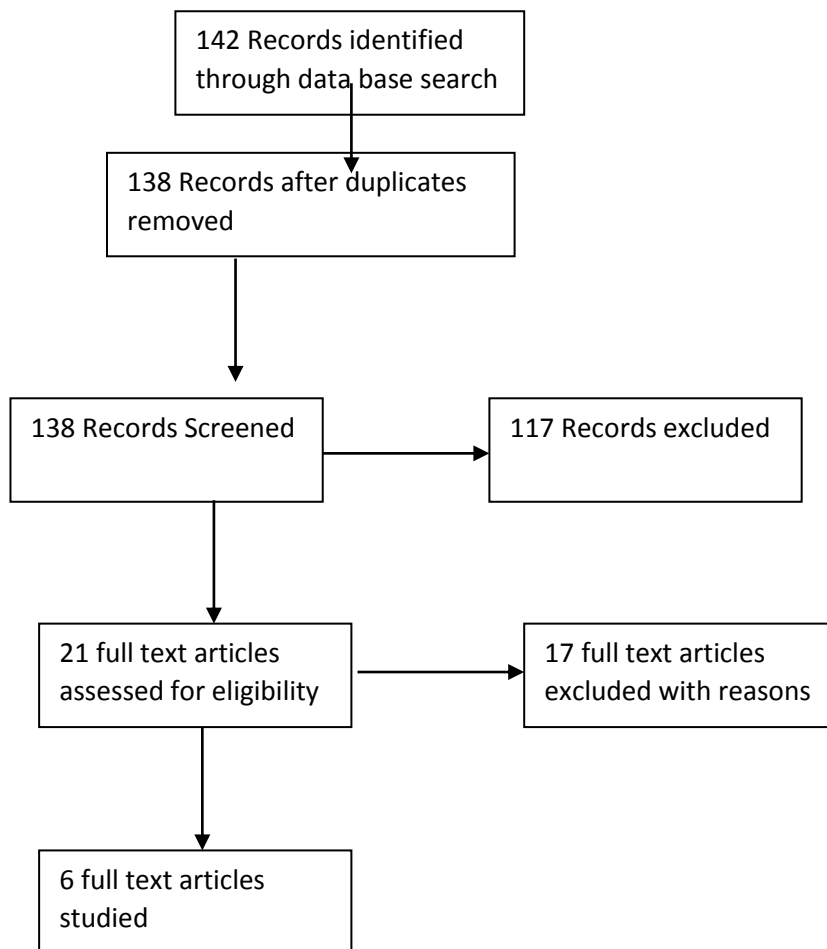 142 Records identified
through data base search
138 Records after duplicates
removed
138 Records Screened
117 Records excluded
21 full text articles
assessed for eligibility
17 full text articles
excluded with reasons
6 full text articles
studied